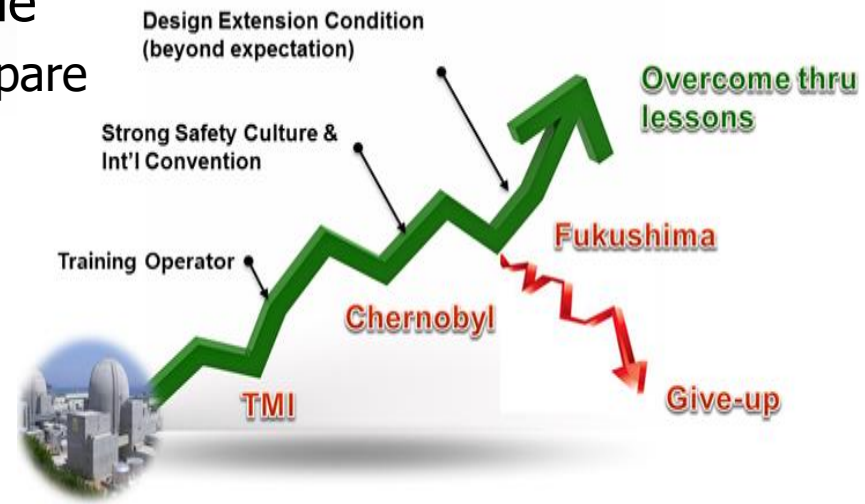 Design Extension Condition
(beyond expectation)
Overcome thru
lessons
Strong Safety Culture &
Int'l Convention
Fukushima
Training Operator
Chernobyl
TMI
Give-up